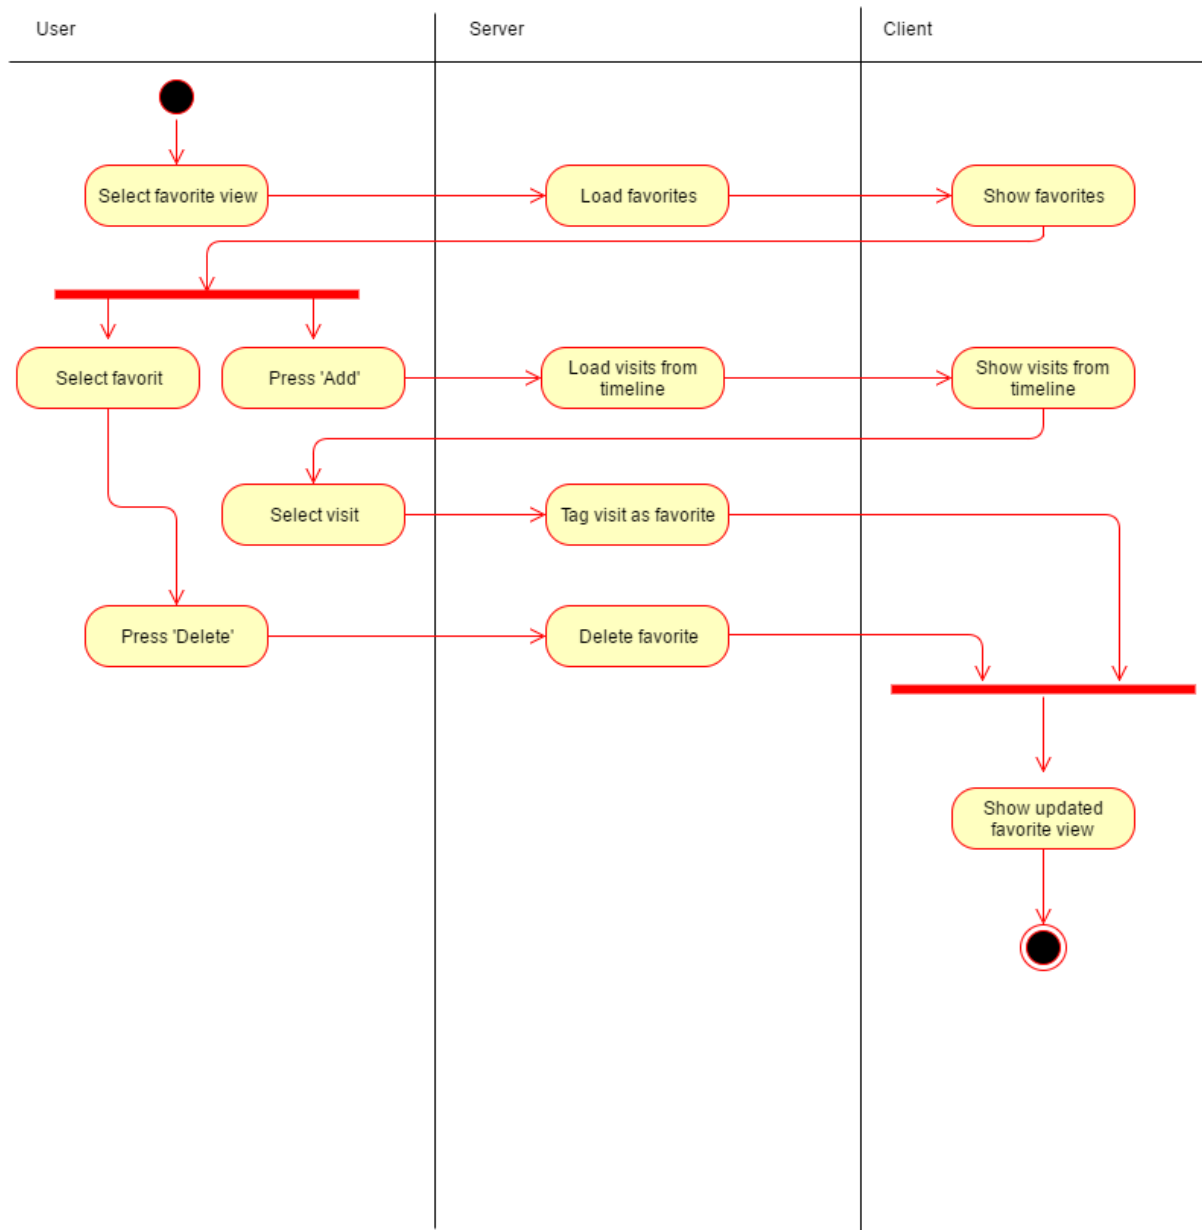 User
Server
Client
Select favorite view
Load favorites
Show favorites
Select favorit
Press 'Add'
Load visits from
timeline
Show visits from
timeline
Select visit
Tag visit as favorite
Press 'Delete'
Delete favorite
Show updated
favorite view